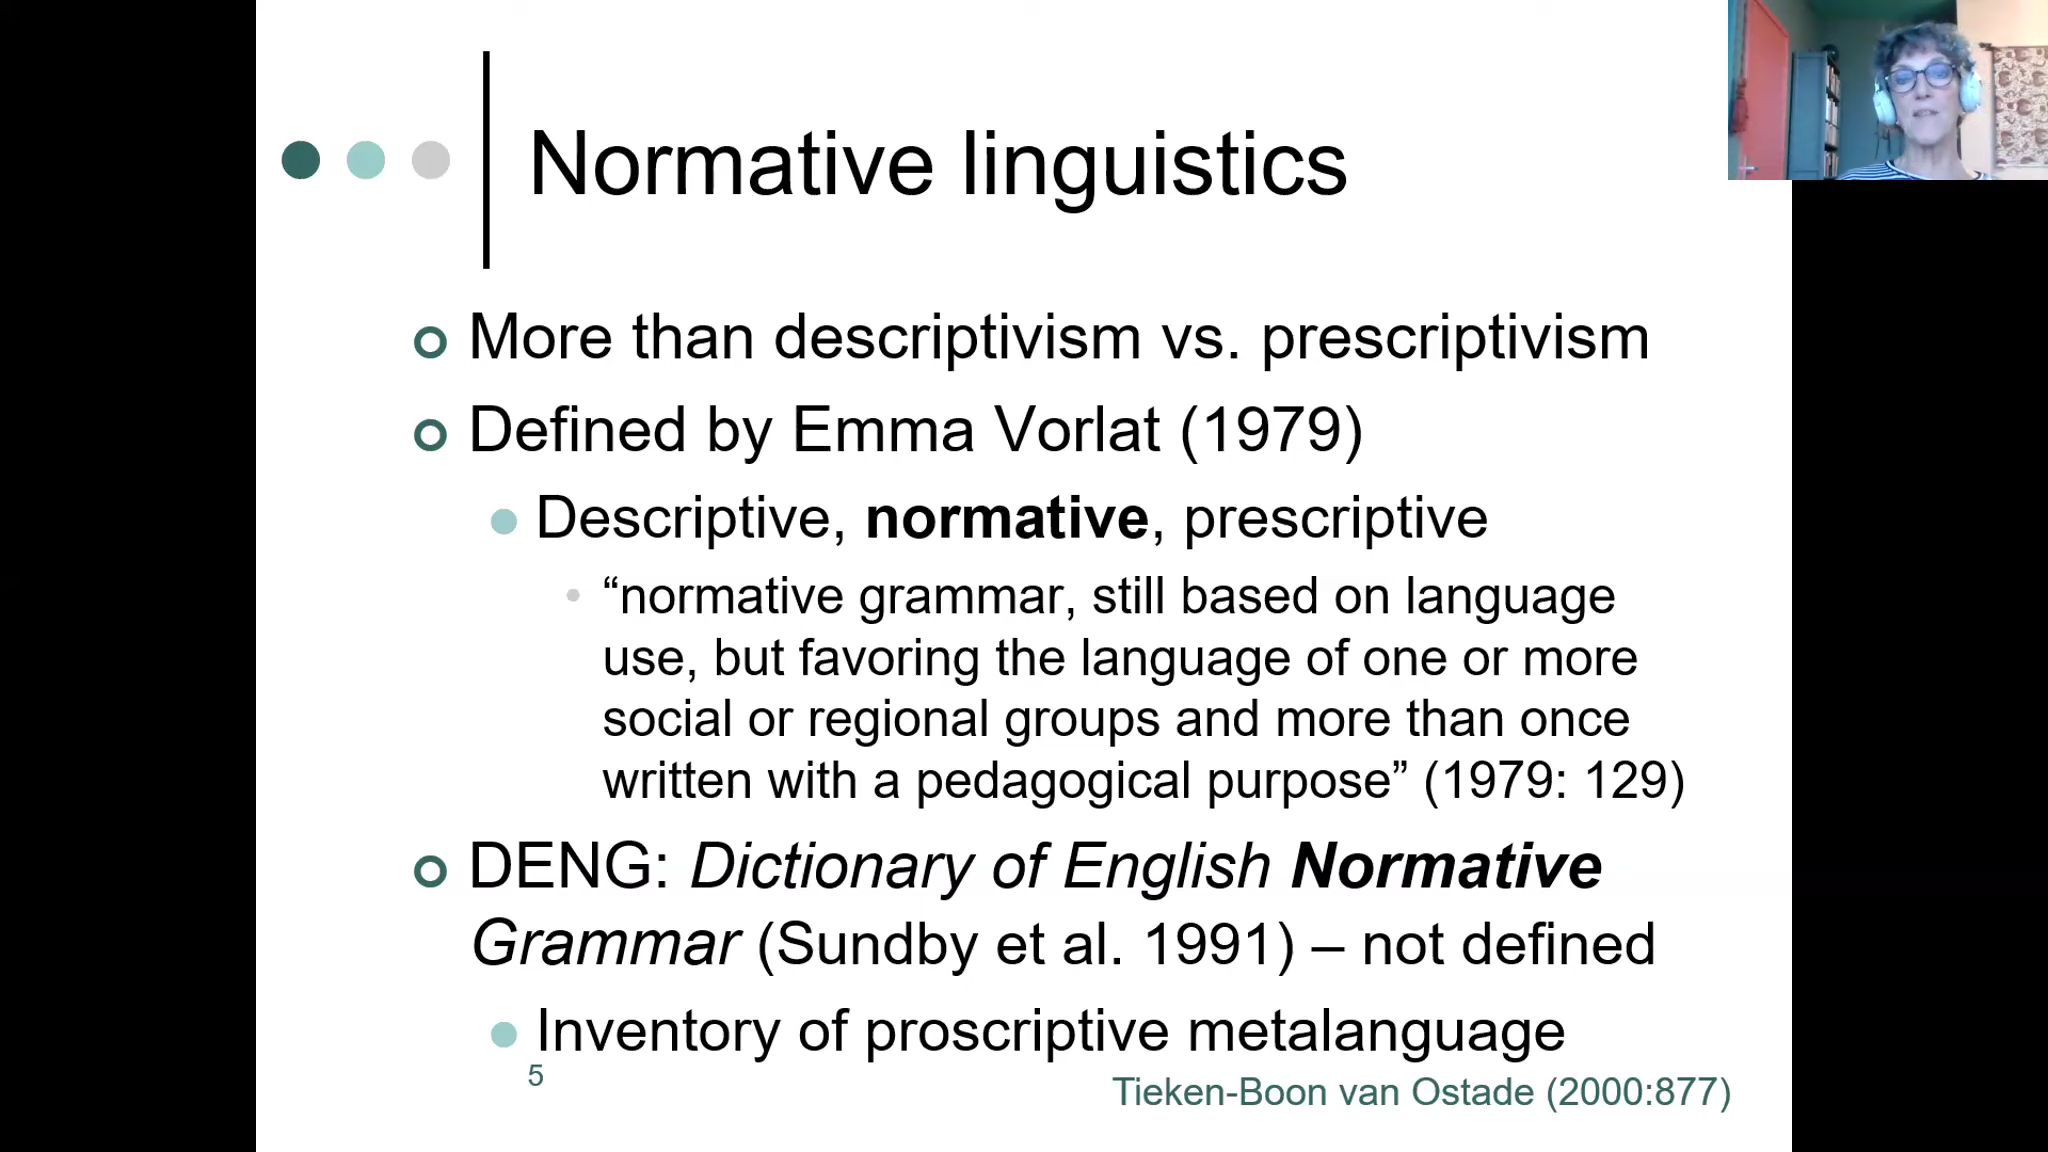 Normative linguistics
More than descriptivism vs. prescriptivism
Defined by Emma Vorlat (1979)
Descriptive, normative, prescriptive
“normative grammar, still based on language
use, but favoring the language of one or more
social or regional groups and more than once
written with a pedagogical purpose” (1979: 129)
DENG: Dictionary of English Normative
Grammar (Sundby et al. 1991) – not defined
Inventory of proscriptive metalanguage
5
Tieken-Boon van Ostade (2000:877)